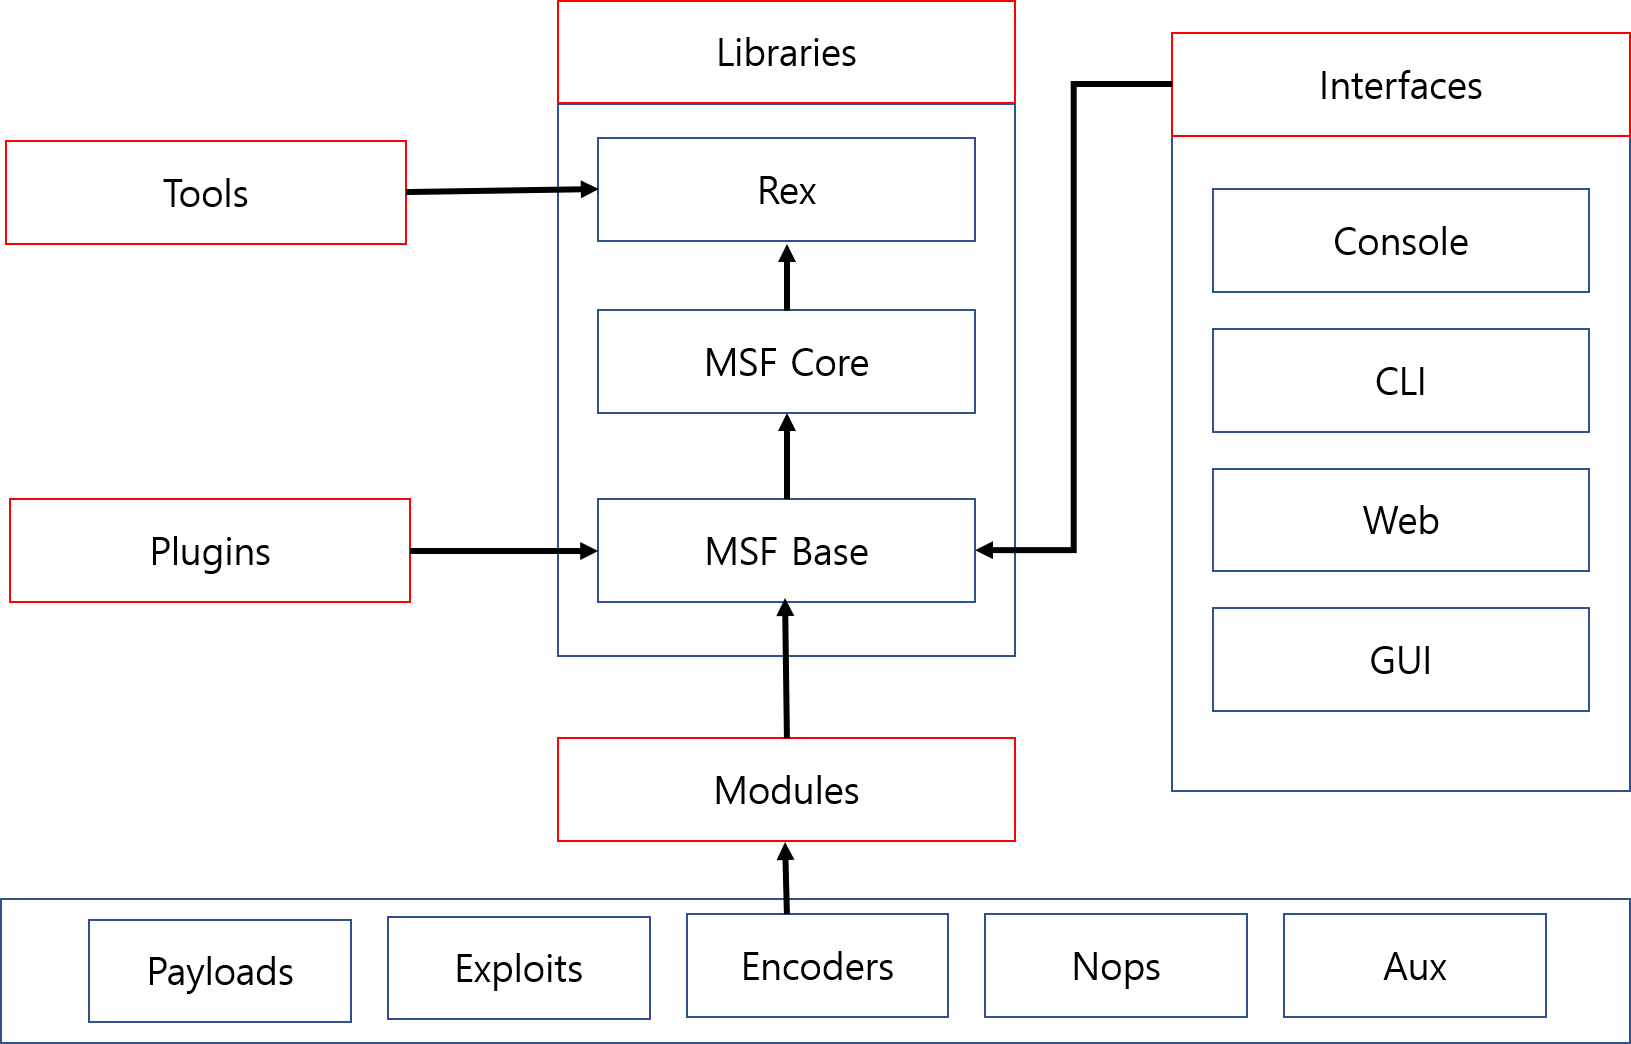 Libraries
Interfaces
Tools
Rex
Console
MSF Core
CLI
Plugins
MSF Base
Web
GUI
Modules
Payloads
Exploits
Encoders
Nops
Aux